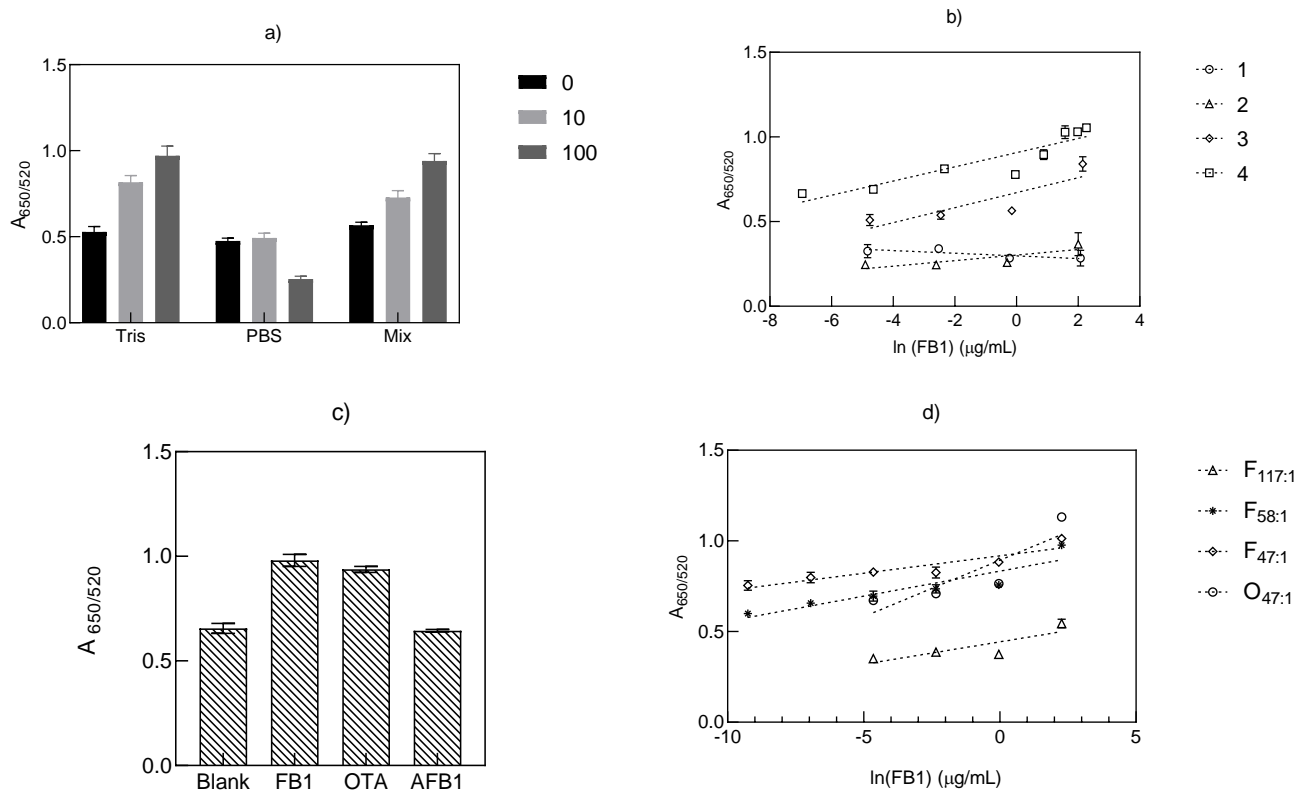 a)
1.5
1.0
0.5
0.0
A650/520
Tris PBS Mix
0
10
100
b)
1.5
1.0
0.5
0.0
A650/520
-8 -6 -4 -2 0 2 4
ln (FB1) (μg/mL)
1
2
3
4
c)
1.5
1.0
0.5
0.0
A 650/520
Blank FB1 OTA AFB1
d)
1.5
1.0
0.5
0.0
A650/520
-10 -5 0 5
ln(FB1) (μg/mL)
F117:1
F58:1
F47:1
O47:1